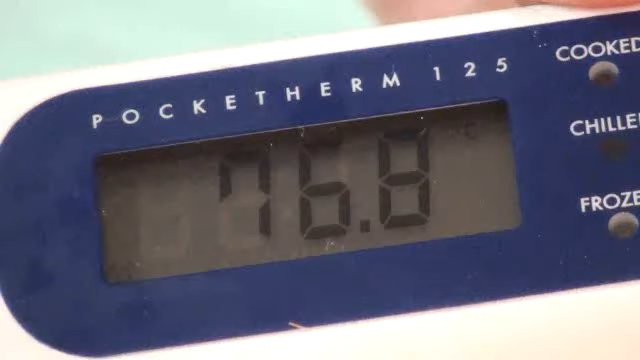 POCKETHERM 125
76.8 °C
COOKED
CHILLE
FROZE